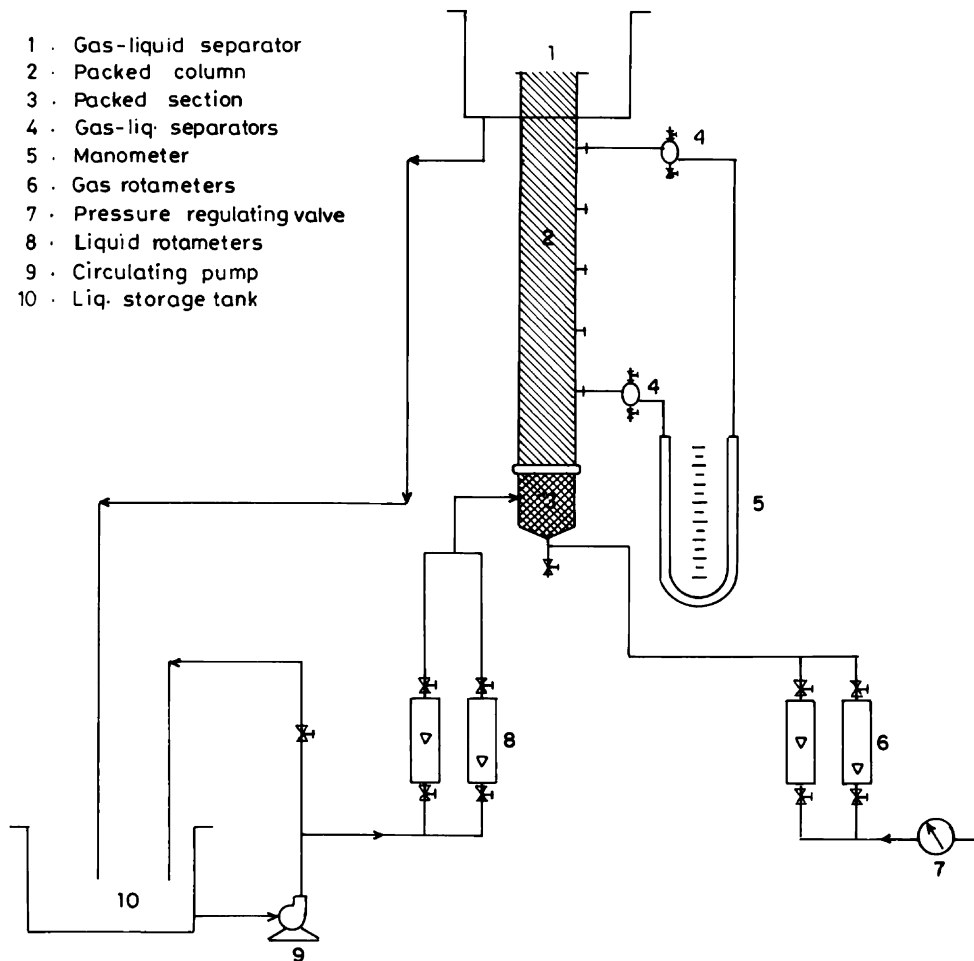 1 . Gas-liquid separator
2 . Packed column
3 . Packed section
4 . Gas-liq. separators
5 . Manometer
6 . Gas rotameters
7 . Pressure regulating valve
8 . Liquid rotameters
9 . Circulating pump
10 . Liq. storage tank
1
4
2
4
3
5
8
6
7
10
9